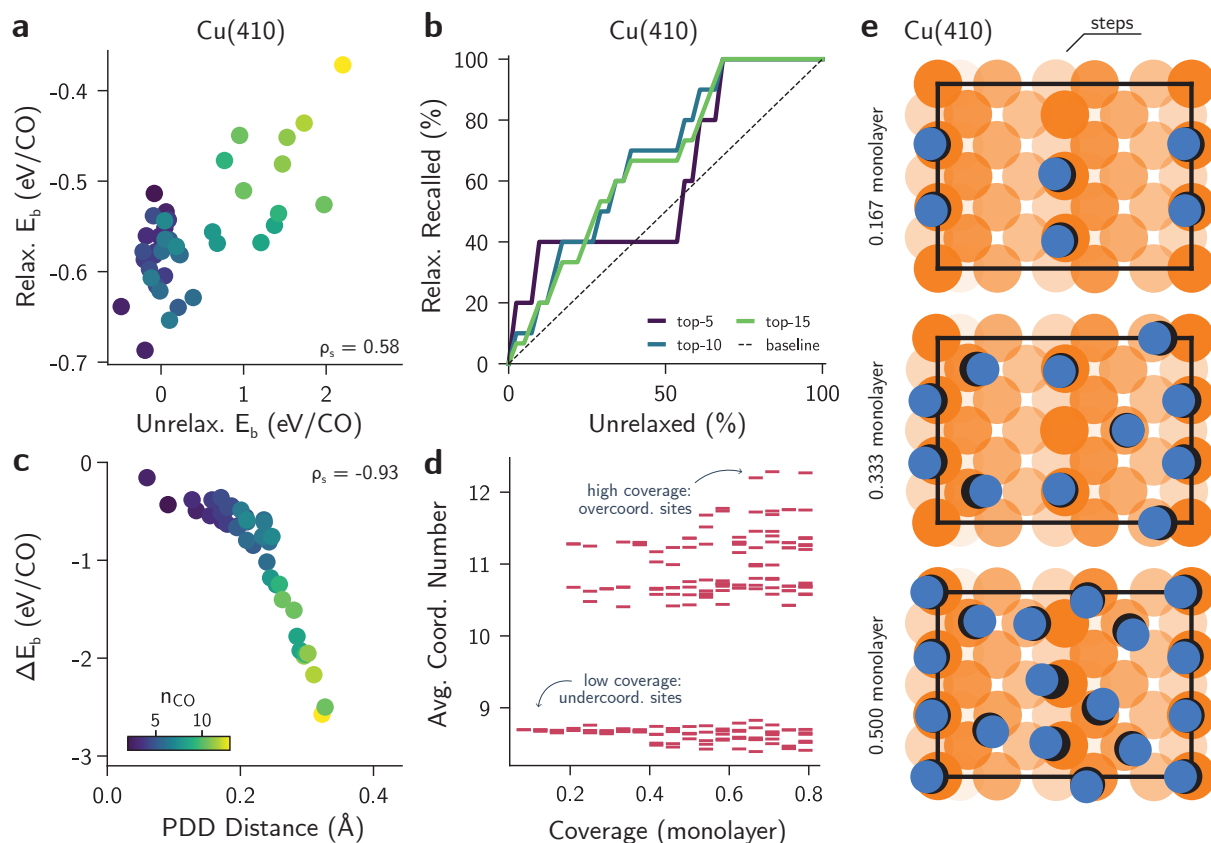 a
Cu(410)
Relax. E_b (eV/CO)
-0.4
-0.5
-0.6
-0.7
0
1
2
ρ_s = 0.58
Unrelax. E_b (eV/CO)
b
Cu(410)
Relax. Recalled (%)
100
80
60
40
20
0
0
50
100
top-5
top-15
top-10
baseline
Unrelaxed (%)
c
ΔE_b (eV/CO)
0
-1
-2
-3
ρ_s = -0.93
n_CO
5
10
0.0
0.2
0.4
PDD Distance (Å)
d
Avg. Coord. Number
12
11
10
9
high coverage:
overcoord. sites
low coverage:
undercoord. sites
0.2
0.4
0.6
0.8
Coverage (monolayer)
e
Cu(410)
steps
0.167 monolayer
0.333 monolayer
0.500 monolayer